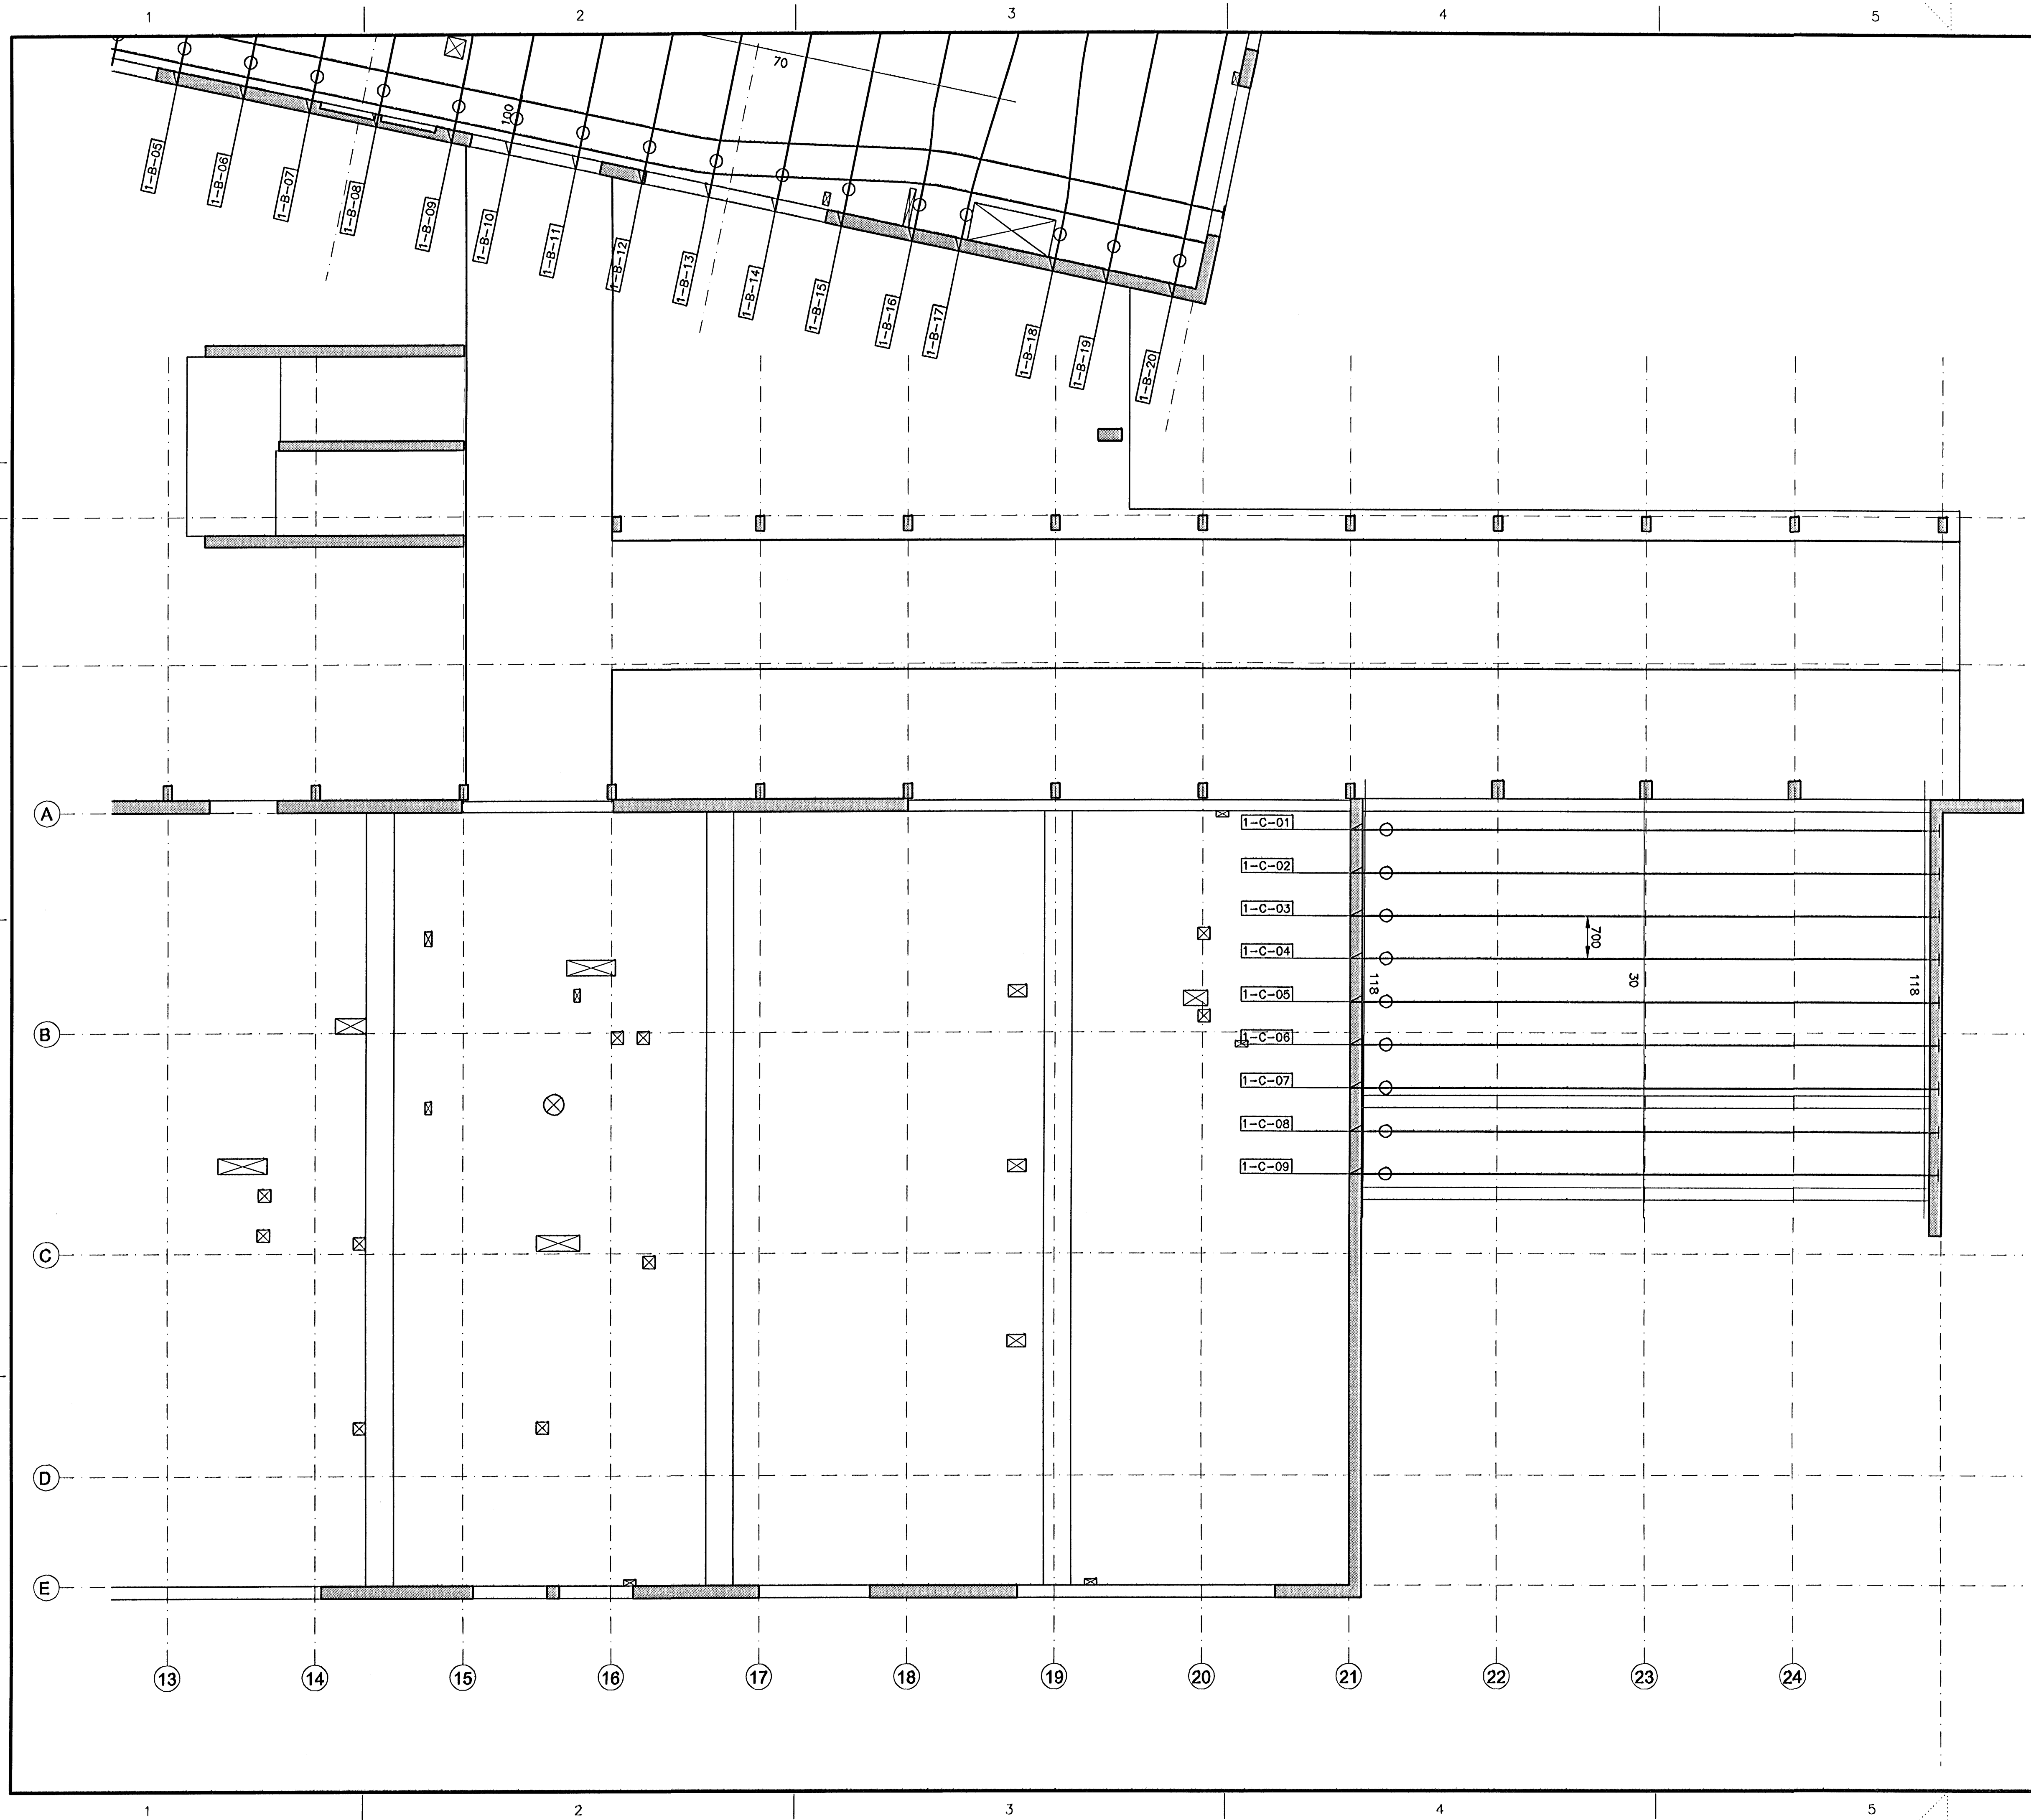 1 2 3 4 5
70
100
1-B-05
1-B-06
1-B-07
1-B-08
1-B-09
1-B-10
1-B-11
1-B-12
1-B-13
1-B-14
1-B-15
1-B-16
1-B-17
1-B-18
1-B-19
1-B-20
A
1-C-01
1-C-02
1-C-03
700
1-C-04
118 30 118
1-C-05
B
1-C-06
1-C-07
1-C-08
1-C-09
C
D
E
13 14 15 16 17 18 19 20 21 22 23 24
1 2 3 4 5